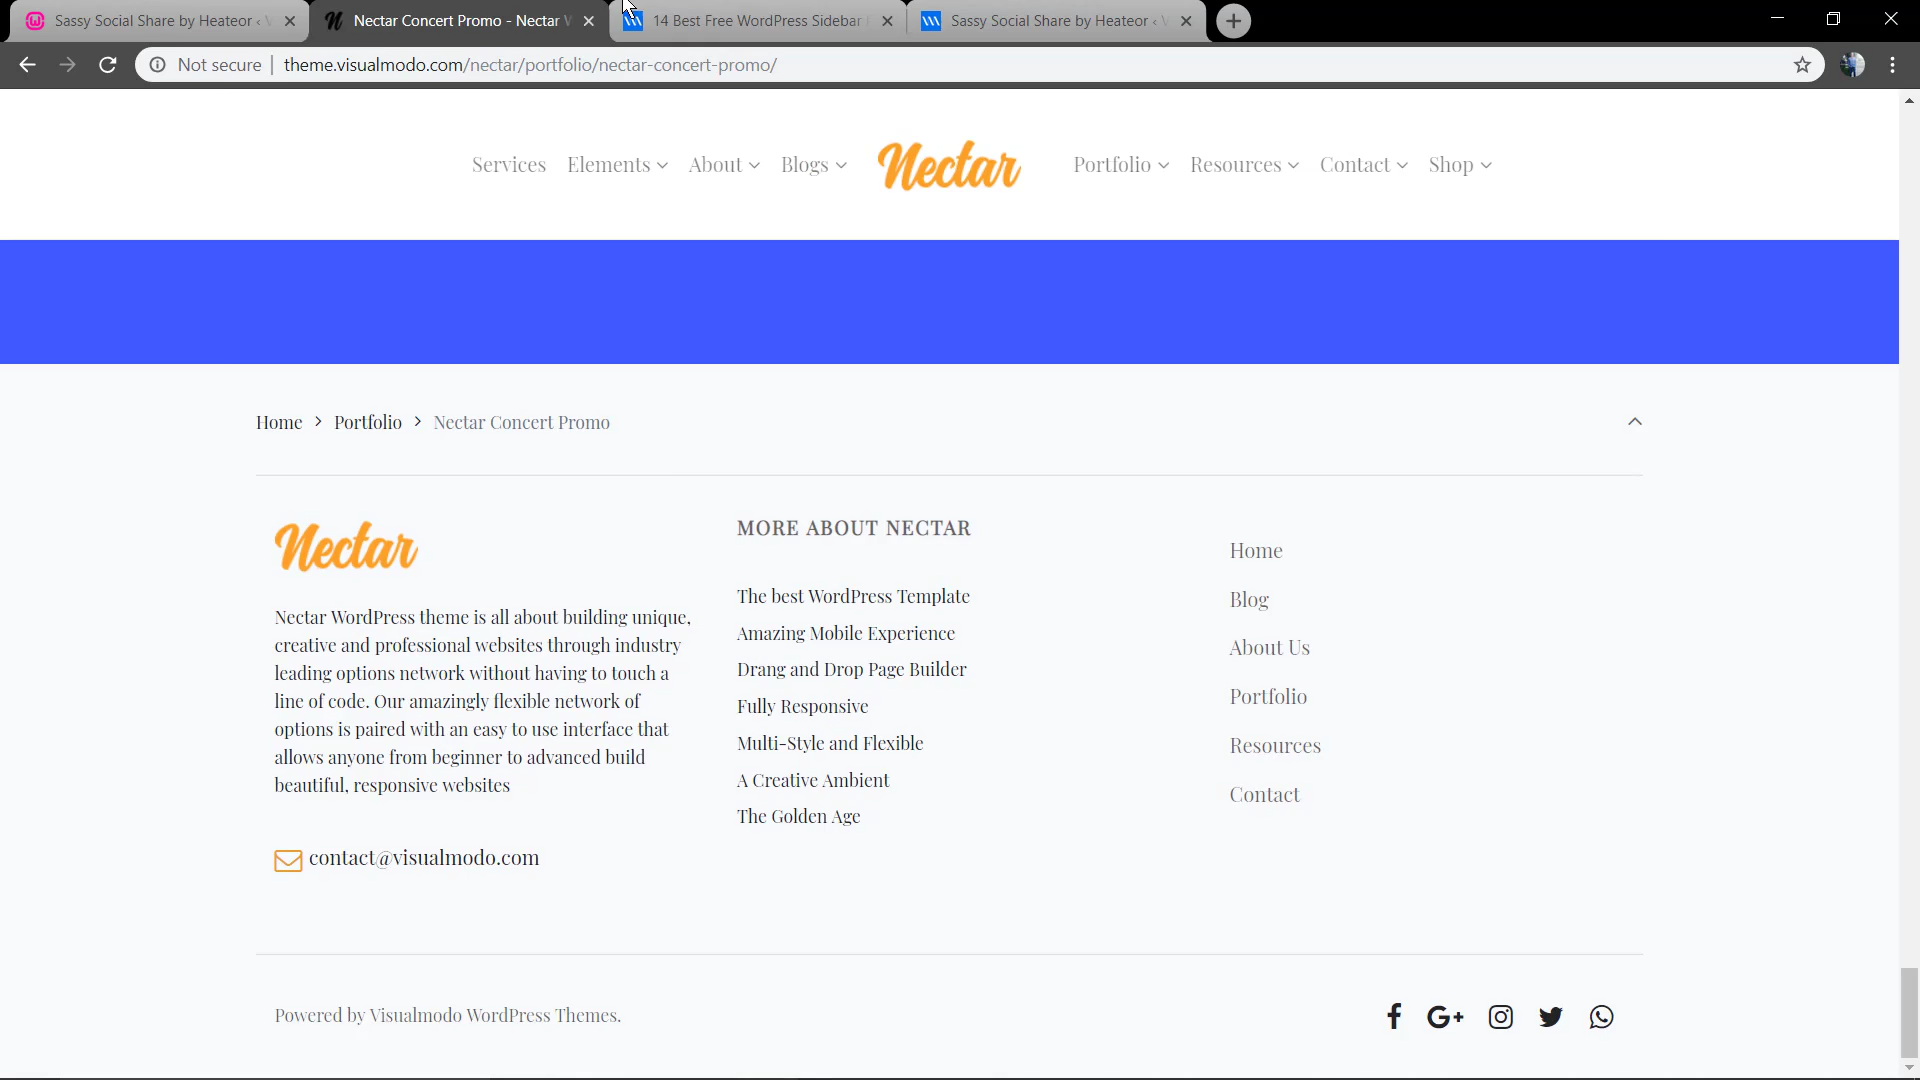 Sassy Social Share by Heateor ‹
Nectar Concert Promo - Nectar
14 Best Free WordPress Sidebar
Sassy Social Share by Heateor ‹
Not secure
theme.visualmodo.com/nectar/portfolio/nectar-concert-promo/
Services Elements About Blogs Nectar Portfolio Resources Contact Shop
Home > Portfolio > Nectar Concert Promo
Nectar
Nectar WordPress theme is all about building unique,
creative and professional websites through industry
leading options network without having to touch a
line of code. Our amazingly flexible network of
options is paired with an easy to use interface that
allows anyone from beginner to advanced build
beautiful, responsive websites
contact@visualmodo.com
MORE ABOUT NECTAR
The best WordPress Template
Amazing Mobile Experience
Drang and Drop Page Builder
Fully Responsive
Multi-Style and Flexible
A Creative Ambient
The Golden Age
Home
Blog
About Us
Portfolio
Resources
Contact
Powered by Visualmodo WordPress Themes.
G+